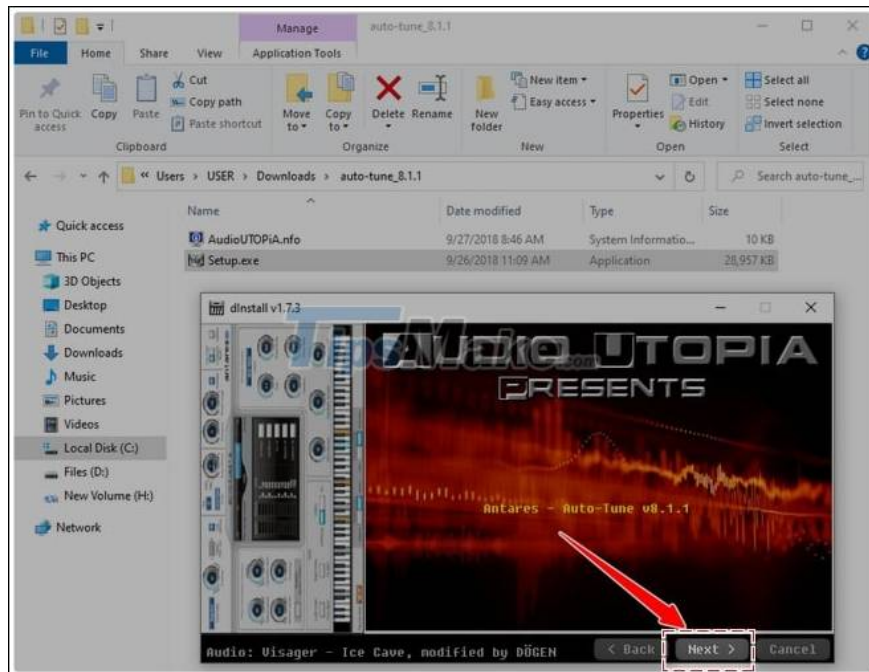 Manage
auto-tune_8.1.1
File
Home
Share
View
Application Tools
Pin to Quick access
Copy
Paste
Cut
Copy path
Paste shortcut
Clipboard
Move to
Copy to
Delete
Rename
Organize
New folder
New item
Easy access
New
Properties
Open
Edit
History
Open
Select all
Select none
Invert selection
Select
« Users > USER > Downloads > auto-tune_8.1.1
Search auto-tune_...
Name
Date modified
Type
Size
Quick access
This PC
3D Objects
Desktop
Documents
Downloads
Music
Pictures
Videos
Local Disk (C:)
Files (D:)
New Volume (H:)
Network
AudioUTOPiA.nfo
9/27/2018 8:46 AM
System Informatio...
10 KB
Setup.exe
9/26/2018 11:09 AM
Application
28,957 KB
dInstall v1.7.3
TipsMake.com
AUDIO UTOPIA
PRESENTS
Antares - Auto-Tune v8.1.1
antares
Audio: Visager - Ice Cave, modified by DÖGEN
< Back
Next >
Cancel